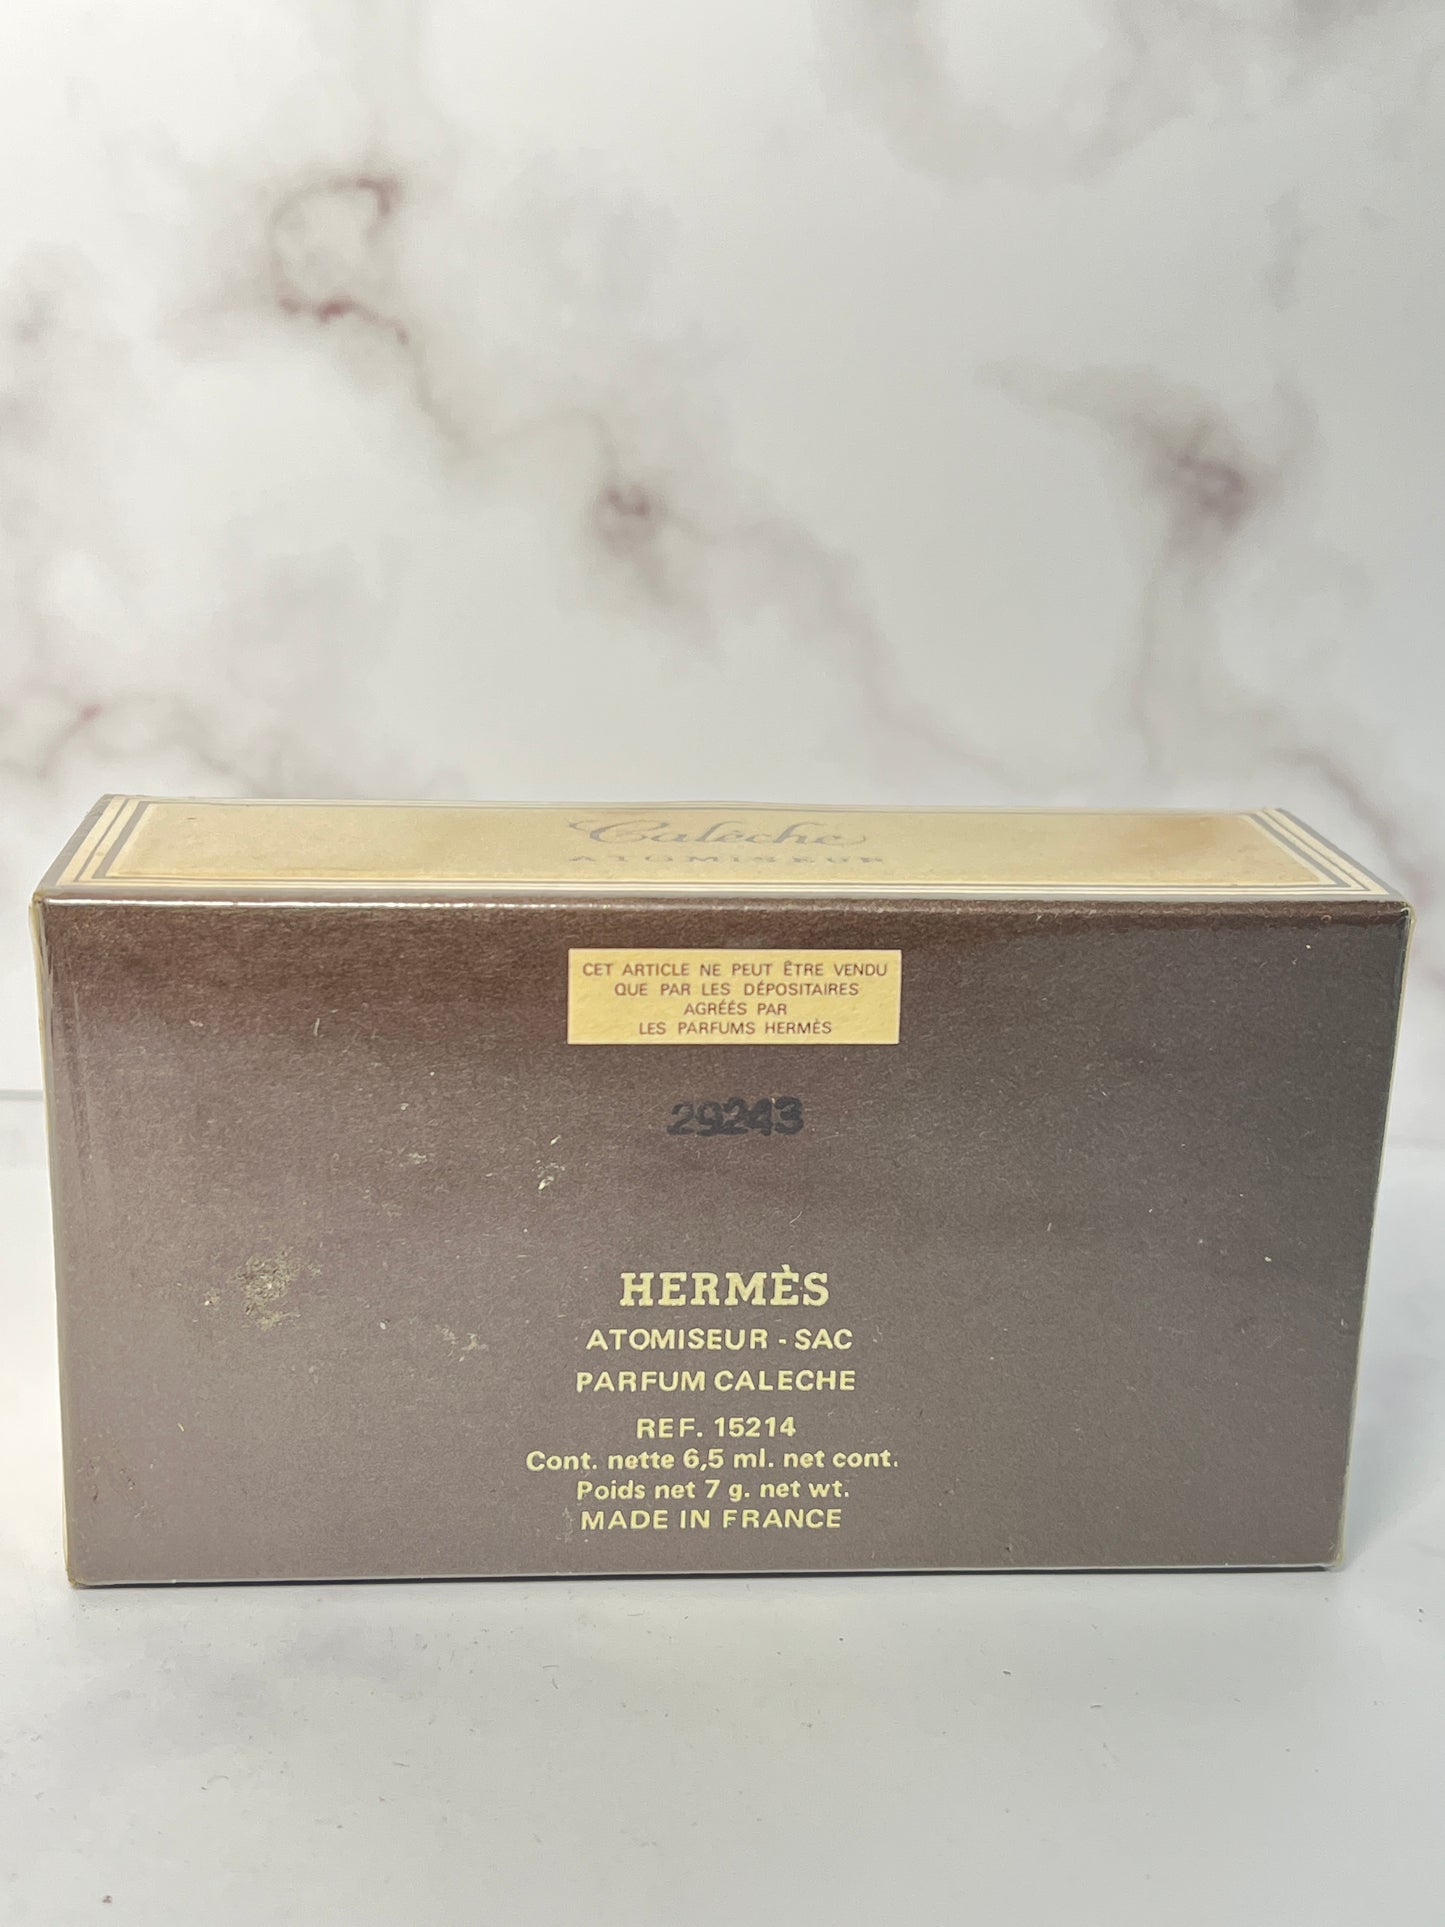 Calèche
ATOMISEUR
CET ARTICLE NE PEUT ÊTRE VENDU
QUE PAR LES DÉPOSITAIRES
AGRÉÉS PAR
LES PARFUMS HERMÈS
29243
HERMÈS
ATOMISEUR - SAC
PARFUM CALECHE
REF. 15214
Cont. nette 6,5 ml. net cont.
Poids net 7 g. net wt.
MADE IN FRANCE